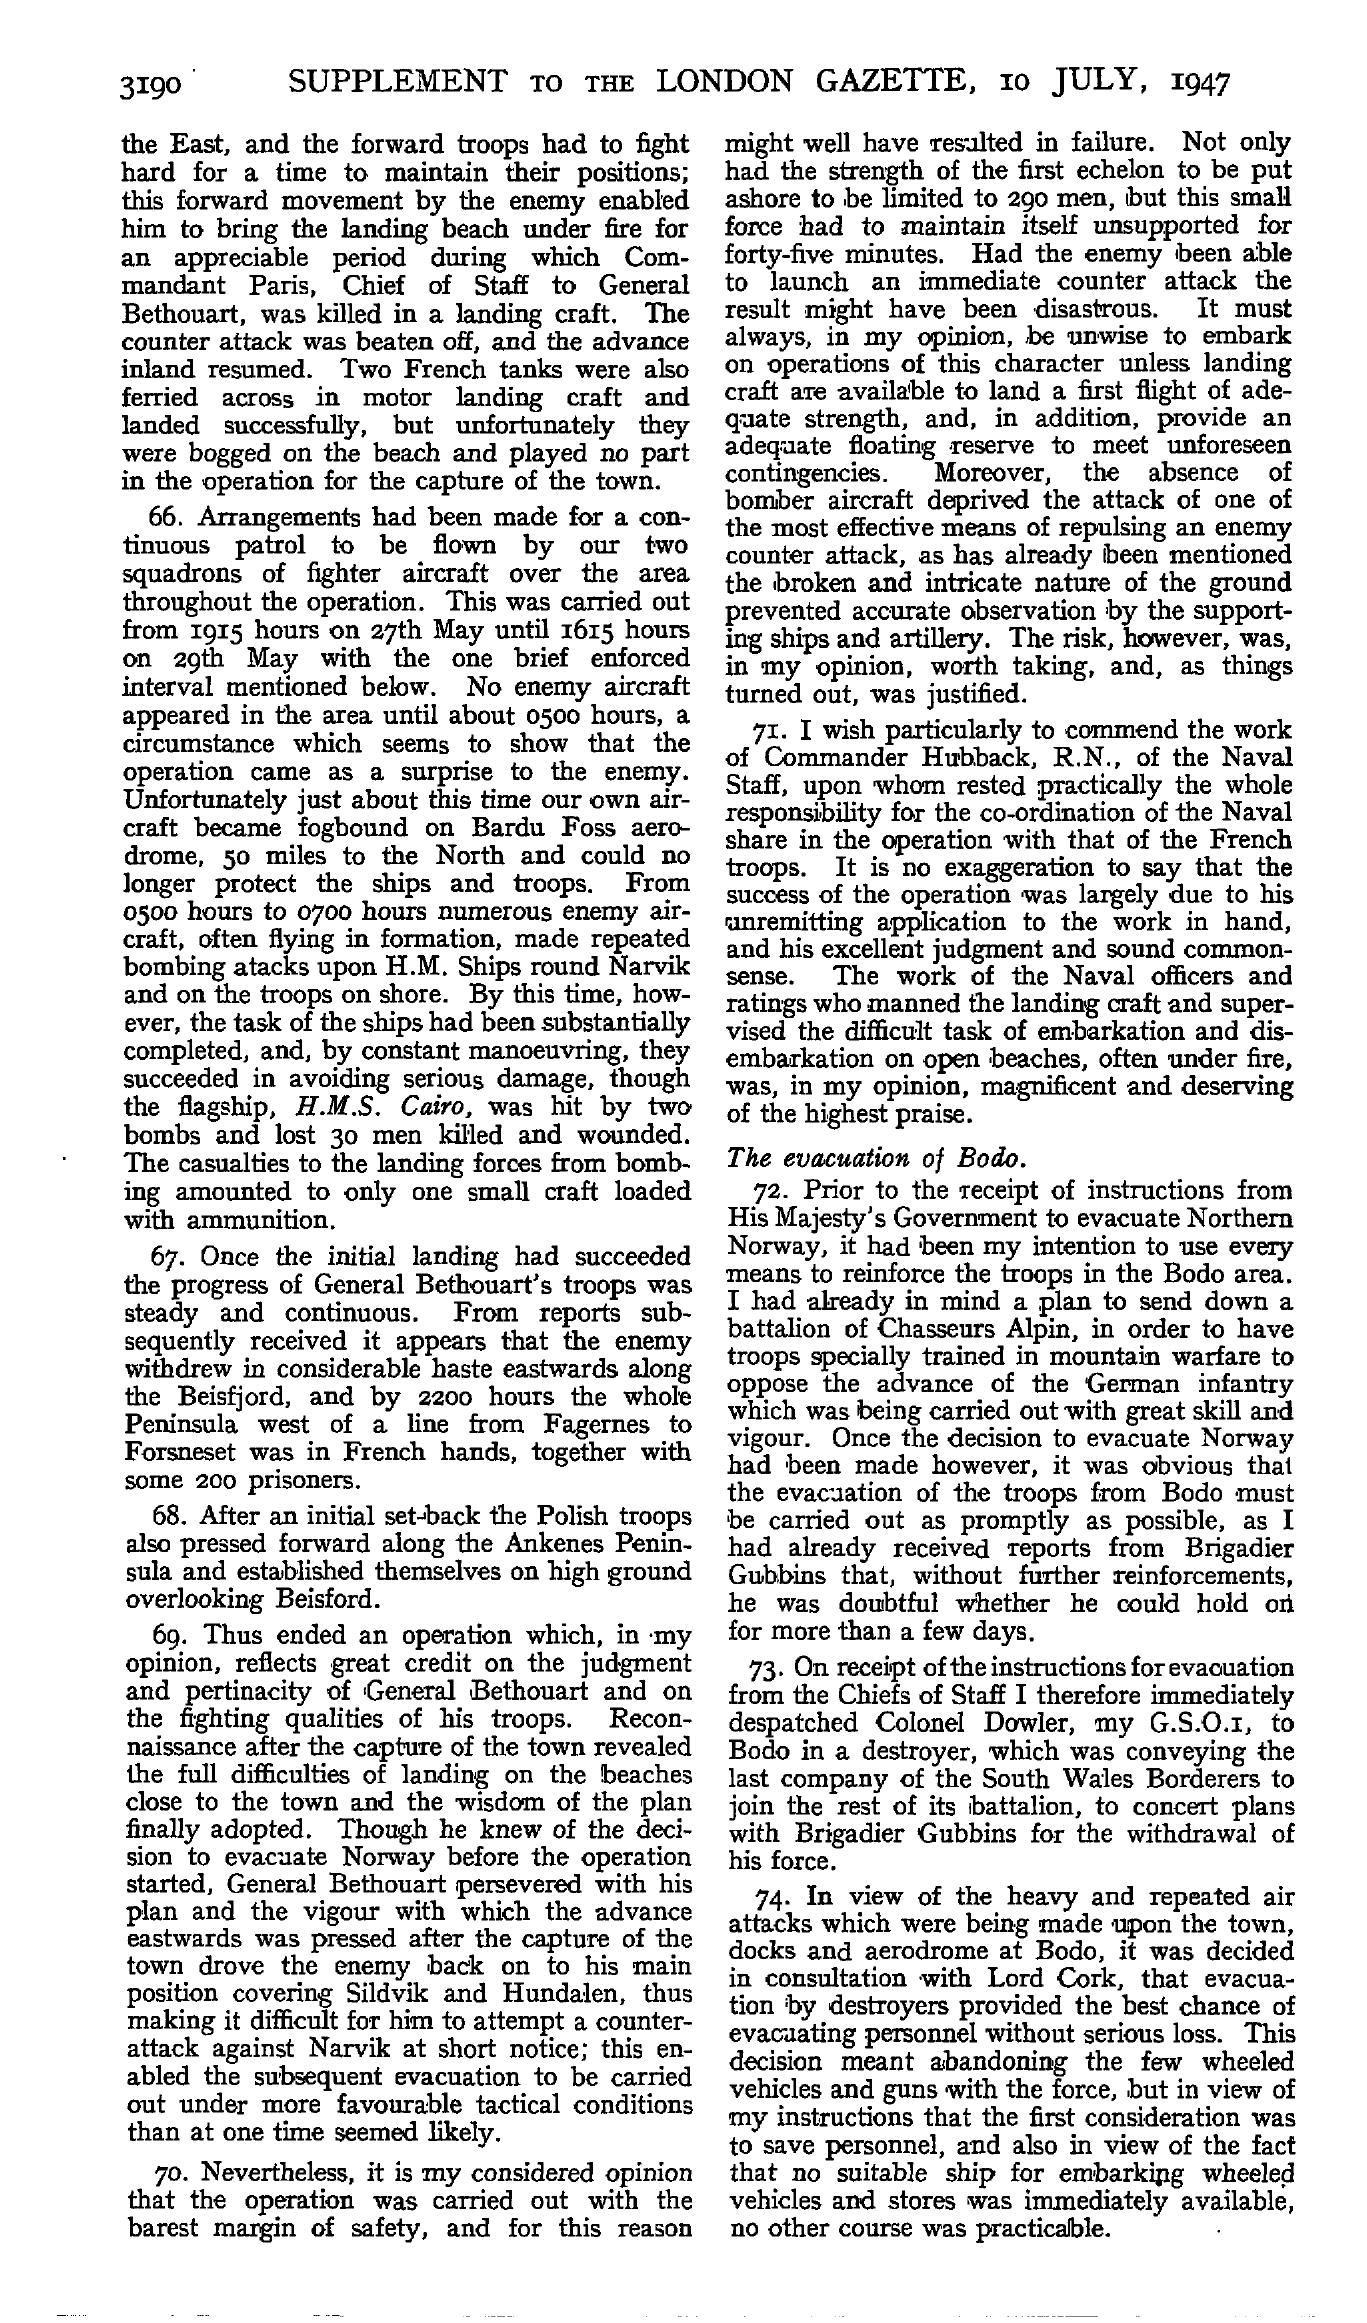 3190 SUPPLEMENT TO THE LONDON GAZETTE, 10 JULY, 1947
the East, and the forward troops had to fight
hard for a time to maintain their positions;
this forward movement by the enemy enabled
him to bring the landing beach under fire for
an appreciable period during which Com-
mandant Paris, Chief of Staff to General
Bethouart, was killed in a landing craft. The
counter attack was beaten off, and the advance
inland resumed. Two French tanks were also
ferried across in motor landing craft and
landed successfully, but unfortunately they
were bogged on the beach and played no part
in the operation for the capture of the town.
66. Arrangements had been made for a con-
tinuous patrol to be flown by our two
squadrons of fighter aircraft over the area
throughout the operation. This was carried out
from 1915 hours on 27th May until 1615 hours
on 29th May with the one brief enforced
interval mentioned below. No enemy aircraft
appeared in the area until about 0500 hours, a
circumstance which seems to show that the
operation came as a surprise to the enemy.
Unfortunately just about this time our own air-
craft became fogbound on Bardu Foss aero-
drome, 50 miles to the North and could no
longer protect the ships and troops. From
0500 hours to 0700 hours numerous enemy air-
craft, often flying in formation, made repeated
bombing atacks upon H.M. Ships round Narvik
and on the troops on shore. By this time, how-
ever, the task of the ships had been substantially
completed, and, by constant manoeuvring, they
succeeded in avoiding serious damage, though
the flagship, H.M.S. Cairo, was hit by two
bombs and lost 30 men killed and wounded.
The casualties to the landing forces from bomb-
ing amounted to only one small craft loaded
with ammunition.
67. Once the initial landing had succeeded
the progress of General Bethouart's troops was
steady and continuous. From reports sub-
sequently received it appears that the enemy
withdrew in considerable haste eastwards along
the Beisfjord, and by 2200 hours the whole
Peninsula west of a line from Fagernes to
Forsneset was in French hands, together with
some 200 prisoners.
68. After an initial set-back the Polish troops
also pressed forward along the Ankenes Penin-
sula and established themselves on high ground
overlooking Beisford.
69. Thus ended an operation which, in my
opinion, reflects great credit on the judgment
and pertinacity of General Bethouart and on
the fighting qualities of his troops. Recon-
naissance after the capture of the town revealed
the full difficulties of landing on the beaches
close to the town and the wisdom of the plan
finally adopted. Though he knew of the deci-
sion to evacuate Norway before the operation
started, General Bethouart persevered with his
plan and the vigour with which the advance
eastwards was pressed after the capture of the
town drove the enemy back on to his main
position covering Sildvik and Hundalen, thus
making it difficult for him to attempt a counter-
attack against Narvik at short notice; this en-
abled the subsequent evacuation to be carried
out under more favourable tactical conditions
than at one time seemed likely.
70. Nevertheless, it is my considered opinion
that the operation was carried out with the
barest margin of safety, and for this reason
might well have resulted in failure. Not only
had the strength of the first echelon to be put
ashore to be limited to 290 men, but this small
force had to maintain itself unsupported for
forty-five minutes. Had the enemy been able
to launch an immediate counter attack the
result might have been disastrous. It must
always, in my opinion, be unwise to embark
on operations of this character unless landing
craft are available to land a first flight of ade-
quate strength, and, in addition, provide an
adequate floating reserve to meet unforeseen
contingencies. Moreover, the absence of
bomber aircraft deprived the attack of one of
the most effective means of repulsing an enemy
counter attack, as has already been mentioned
the broken and intricate nature of the ground
prevented accurate observation by the support-
ing ships and artillery. The risk, however, was,
in my opinion, worth taking, and, as things
turned out, was justified.
71. I wish particularly to commend the work
of Commander Hubback, R.N., of the Naval
Staff, upon whom rested practically the whole
responsibility for the co-ordination of the Naval
share in the operation with that of the French
troops. It is no exaggeration to say that the
success of the operation was largely due to his
unremitting application to the work in hand,
and his excellent judgment and sound common-
sense. The work of the Naval officers and
ratings who manned the landing craft and super-
vised the difficult task of embarkation and dis-
embarkation on open beaches, often under fire,
was, in my opinion, magnificent and deserving
of the highest praise.
The evacuation of Bodo.
72. Prior to the receipt of instructions from
His Majesty's Government to evacuate Northern
Norway, it had been my intention to use every
means to reinforce the troops in the Bodo area.
I had already in mind a plan to send down a
battalion of Chasseurs Alpin, in order to have
troops specially trained in mountain warfare to
oppose the advance of the German infantry
which was being carried out with great skill and
vigour. Once the decision to evacuate Norway
had been made however, it was obvious that
the evacuation of the troops from Bodo must
be carried out as promptly as possible, as I
had already received reports from Brigadier
Gubbins that, without further reinforcements,
he was doubtful whether he could hold on
for more than a few days.
73. On receipt of the instructions for evacuation
from the Chiefs of Staff I therefore immediately
despatched Colonel Dowler, my G.S.O.1, to
Bodo in a destroyer, which was conveying the
last company of the South Wales Borderers to
join the rest of its battalion, to concert plans
with Brigadier Gubbins for the withdrawal of
his force.
74. In view of the heavy and repeated air
attacks which were being made upon the town,
docks and aerodrome at Bodo, it was decided
in consultation with Lord Cork, that evacua-
tion by destroyers provided the best chance of
evacuating personnel without serious loss. This
decision meant abandoning the few wheeled
vehicles and guns with the force, but in view of
my instructions that the first consideration was
to save personnel, and also in view of the fact
that no suitable ship for embarking wheeled
vehicles and stores was immediately available,
no other course was practicable.